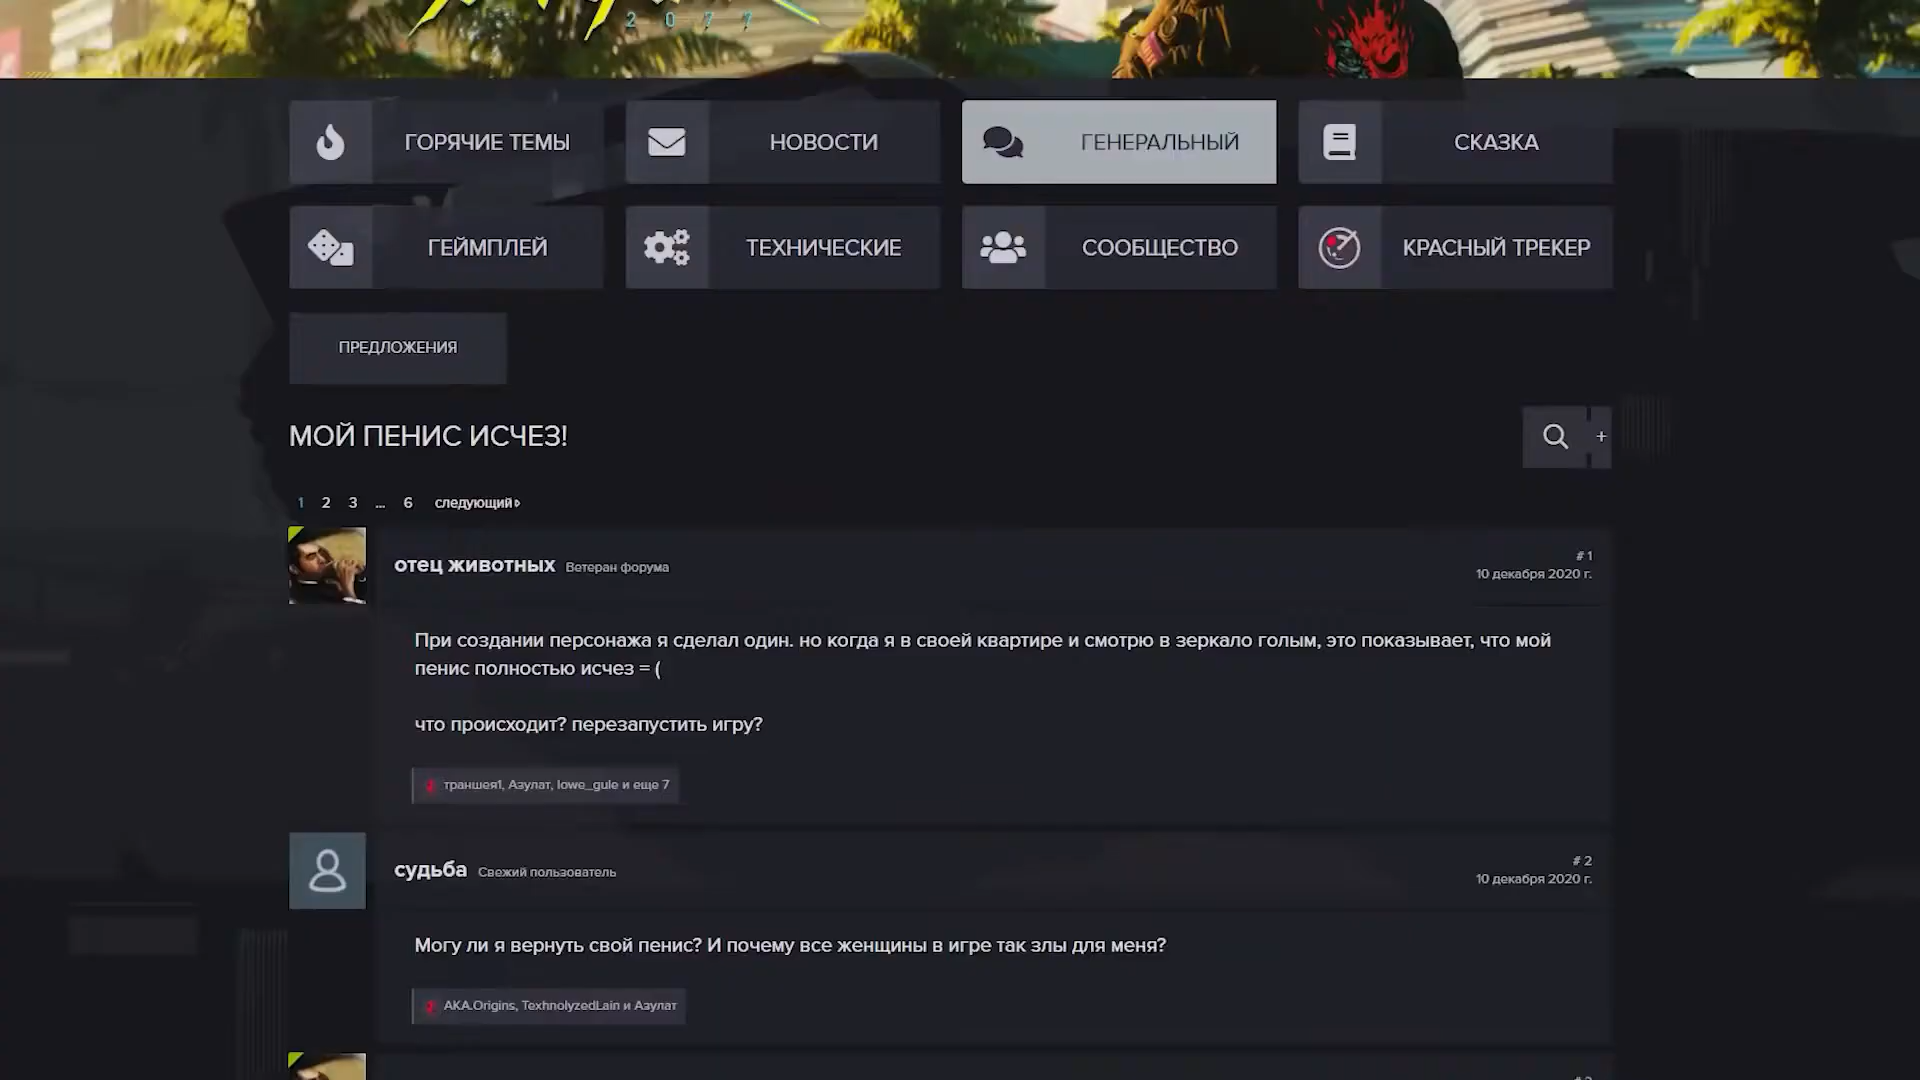 2077
ГОРЯЧИЕ ТЕМЫ
НОВОСТИ
ГЕНЕРАЛЬНЫЙ
СКАЗКА
ГЕЙМПЛЕЙ
ТЕХНИЧЕСКИЕ
СООБЩЕСТВО
КРАСНЫЙ ТРЕКЕР
ПРЕДЛОЖЕНИЯ
МОЙ ПЕНИС ИСЧЕЗ!
+
1 2 3 ... 6 следующий
отец животных Ветеран форума
# 1
10 декабря 2020 г.
При создании персонажа я сделал один. но когда я в своей квартире и смотрю в зеркало голым, это показывает, что мой
пенис полностью исчез = (
что происходит? перезапустить игру?
траншея1, Азулат, lowe_gule и еще 7
судьба Свежий пользователь
# 2
10 декабря 2020 г.
Могу ли я вернуть свой пенис? И почему все женщины в игре так злы для меня?
AKA.Origins, TexhnolyzedLain и Азулат